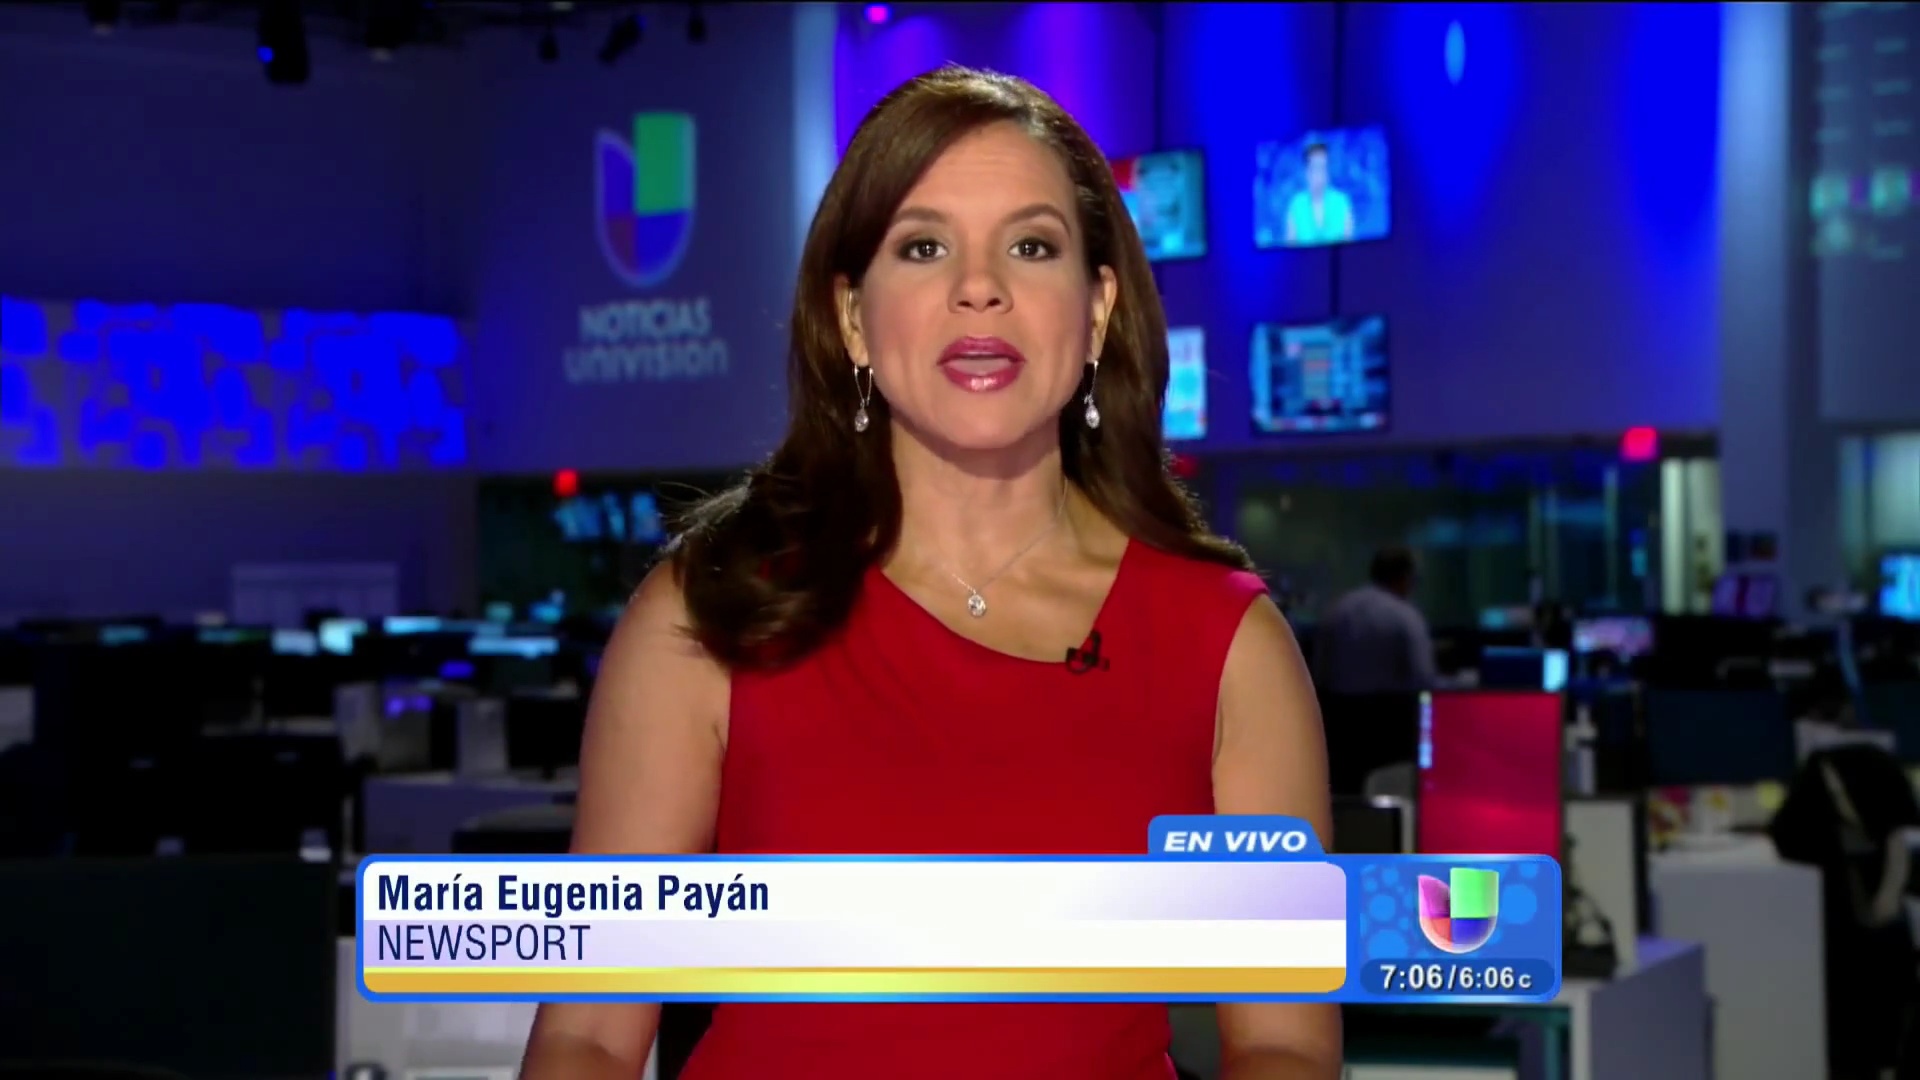 NOTICIAS
UNIVISION
EN VIVO
María Eugenia Payán
NEWSPORT
7:06/6:06c